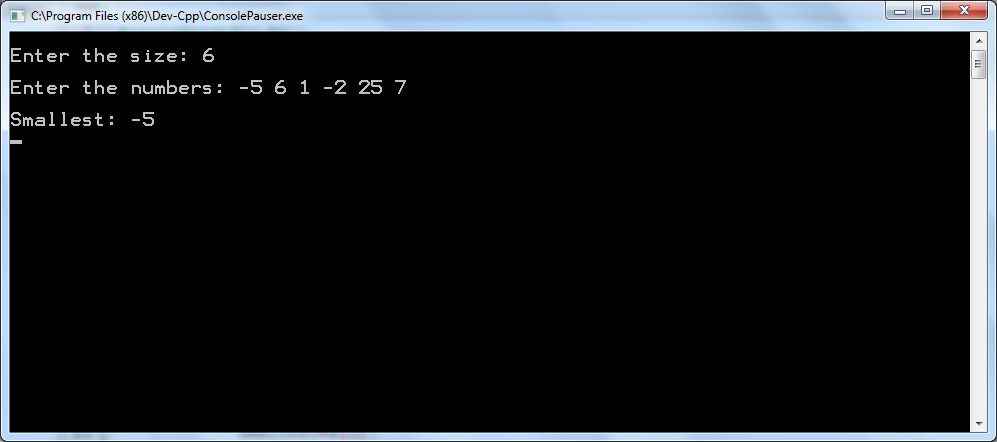 C:\Program Files (x86)\Dev-Cpp\ConsolePauser.exe
Enter the size: 6
Enter the numbers: -5 6 1 -2 25 7
Smallest: -5